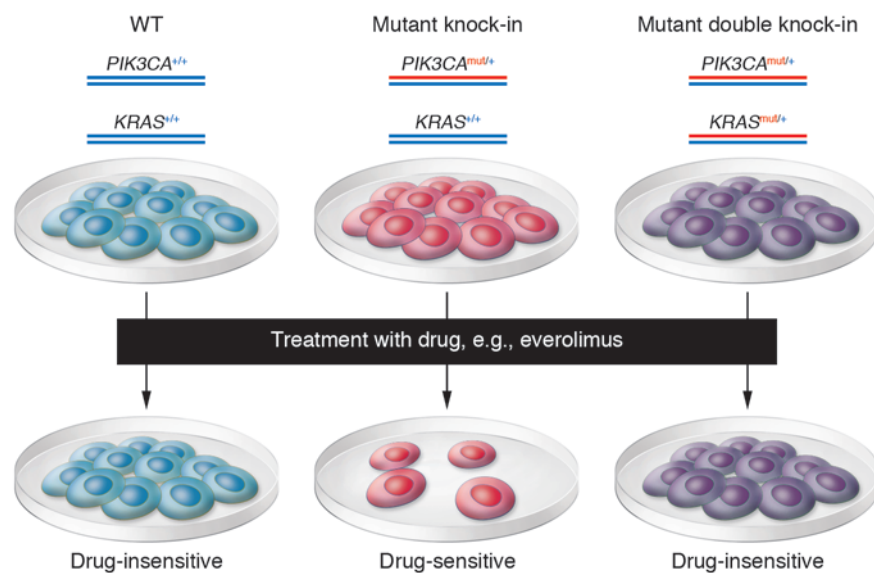 WT
Mutant knock-in
Mutant double knock-in
PIK3CA+/+
PIK3CAmut/+
PIK3CAmut/+
KRAS+/+
KRAS+/+
KRASmut/+
Treatment with drug, e.g., everolimus
Drug-insensitive
Drug-sensitive
Drug-insensitive